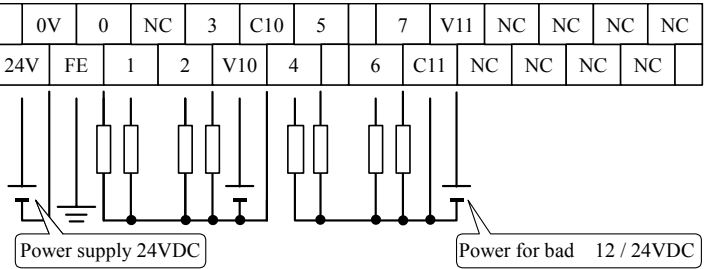 0V 0 NC 3 C10 5 7 V11 NC NC NC NC
24V FE 1 2 V10 4 6 C11 NC NC NC NC
Power supply 24VDC
Power for bad 12 / 24VDC